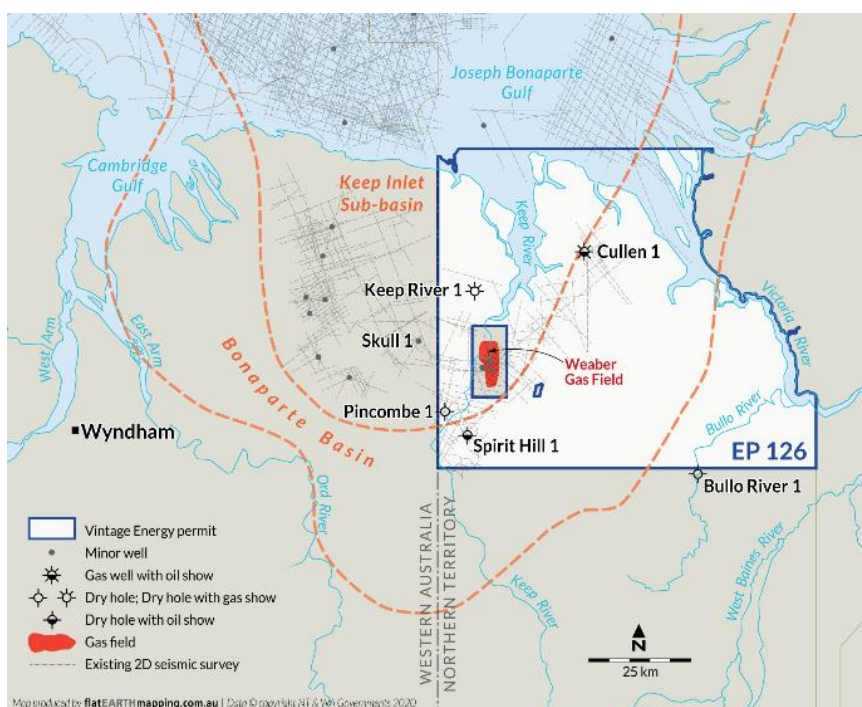 Joseph Bonaparte
Gulf
Cambridge
Gulf
Keep Inlet
Sub-basin
Keep River
Cullen 1
Keep River 1
Victoria River
West Arm
East Arm
Skull 1
Weaber
Gas Field
Bonaparte Basin
Pincombe 1
Wyndham
Spirit Hill 1
Bullo River
EP 126
Bullo River 1
Ord River
WESTERN AUSTRALIA
NORTHERN TERRITORY
Keep River
West Baines River
Vintage Energy permit
Minor well
Gas well with oil show
Dry hole; Dry hole with gas show
Dry hole with oil show
Gas field
Existing 2D seismic survey
N
25 km
Map produced by flatEARTHmapping.com.au | Data © copyright NT & WA Governments 2020